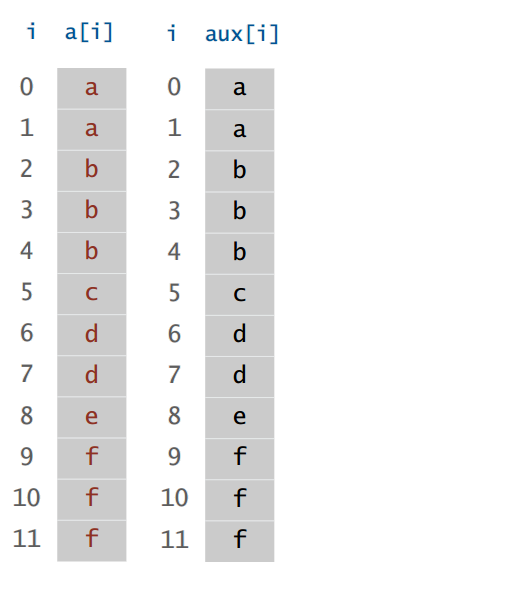 i a[i] i aux[i]
0 a 0 a
1 a 1 a
2 b 2 b
3 b 3 b
4 b 4 b
5 c 5 c
6 d 6 d
7 d 7 d
8 e 8 e
9 f 9 f
10 f 10 f
11 f 11 f